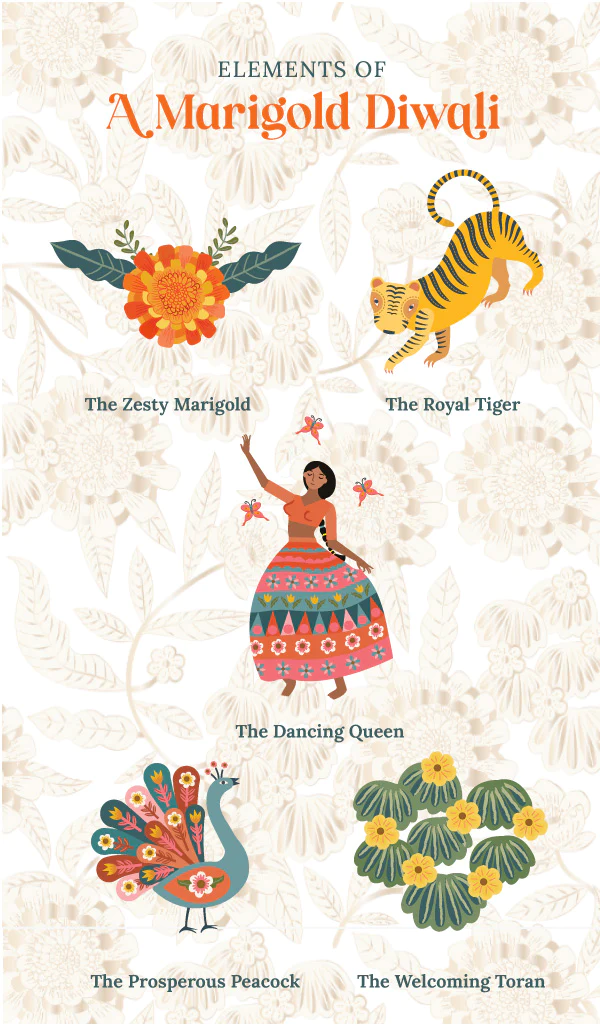 ELEMENTS OF
A Marigold Diwali
The Zesty Marigold
The Royal Tiger
The Dancing Queen
The Prosperous Peacock
The Welcoming Toran